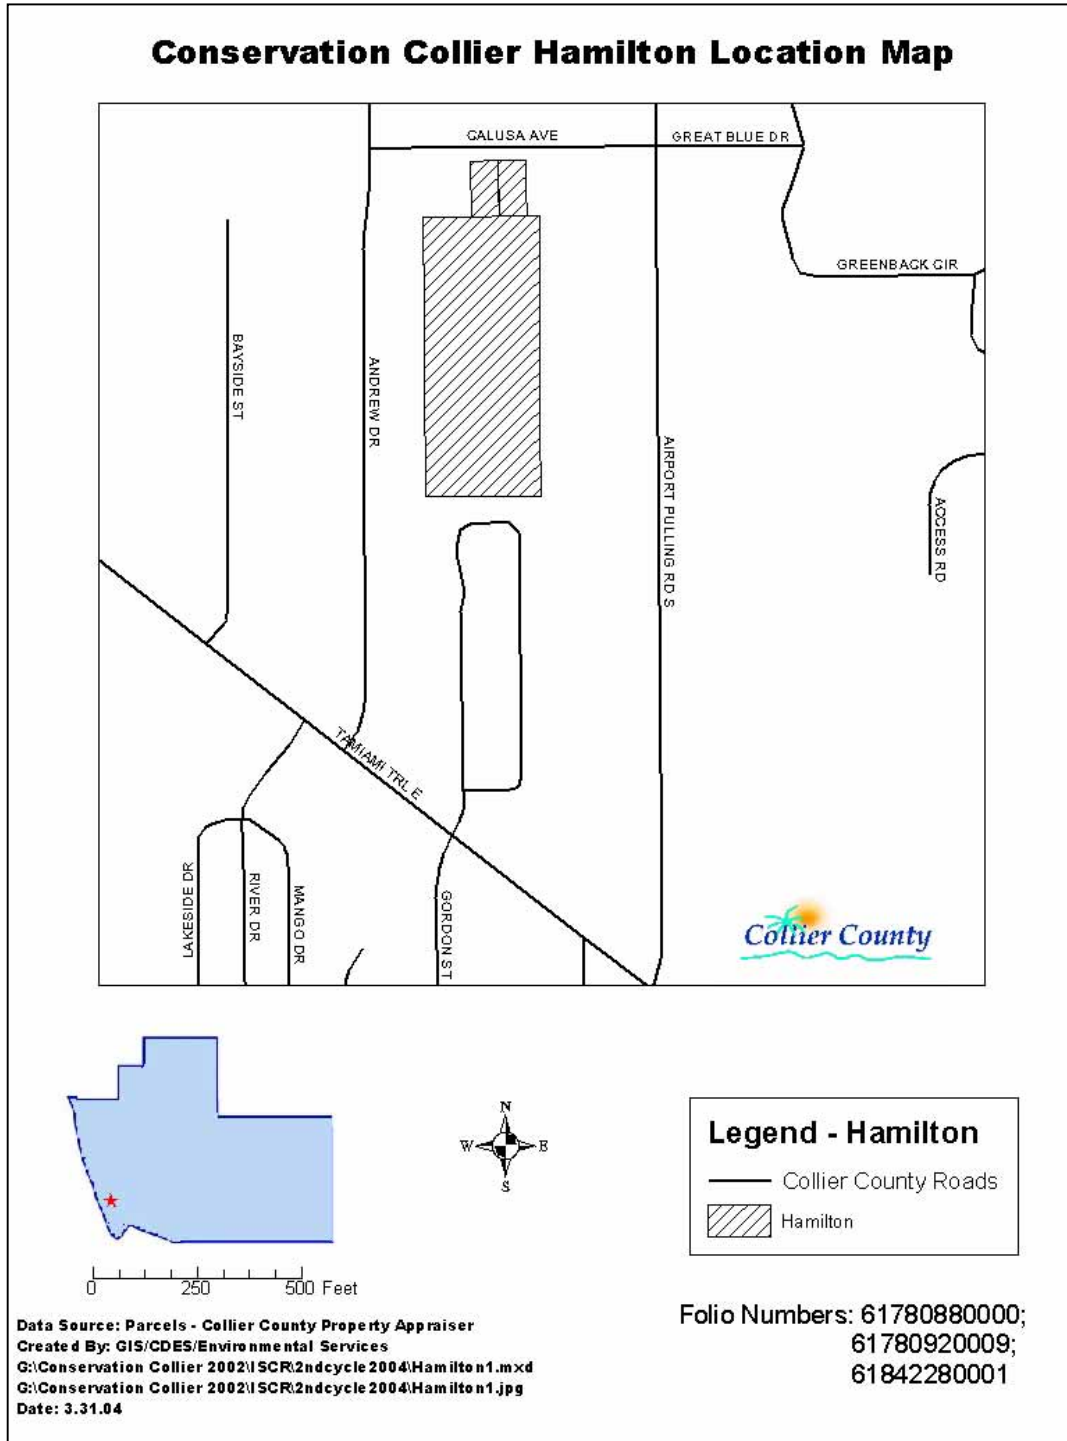 Conservation Collier Hamilton Location Map
CALUSA AVE
GREAT BLUE DR
GREENBACK CIR
BAYSIDE ST
ANDREW DR
AIRPORT PULLING RD S
ACCESS RD
TAMIAMI TRL E
LAKESIDE DR
RIVER DR
MANGO DR
GORDON ST
Collier County
N
W E
S
Legend - Hamilton
Collier County Roads
Hamilton
0 250 500 Feet
Data Source: Parcels - Collier County Property Appraiser
Created By: GIS/CDES/Environmental Services
G:\Conservation Collier 2002\ISCR\2ndcycle2004\Hamilton1.mxd
G:\Conservation Collier 2002\ISCR\2ndcycle2004\Hamilton1.jpg
Date: 3.31.04
Folio Numbers: 61780880000;
61780920009;
61842280001